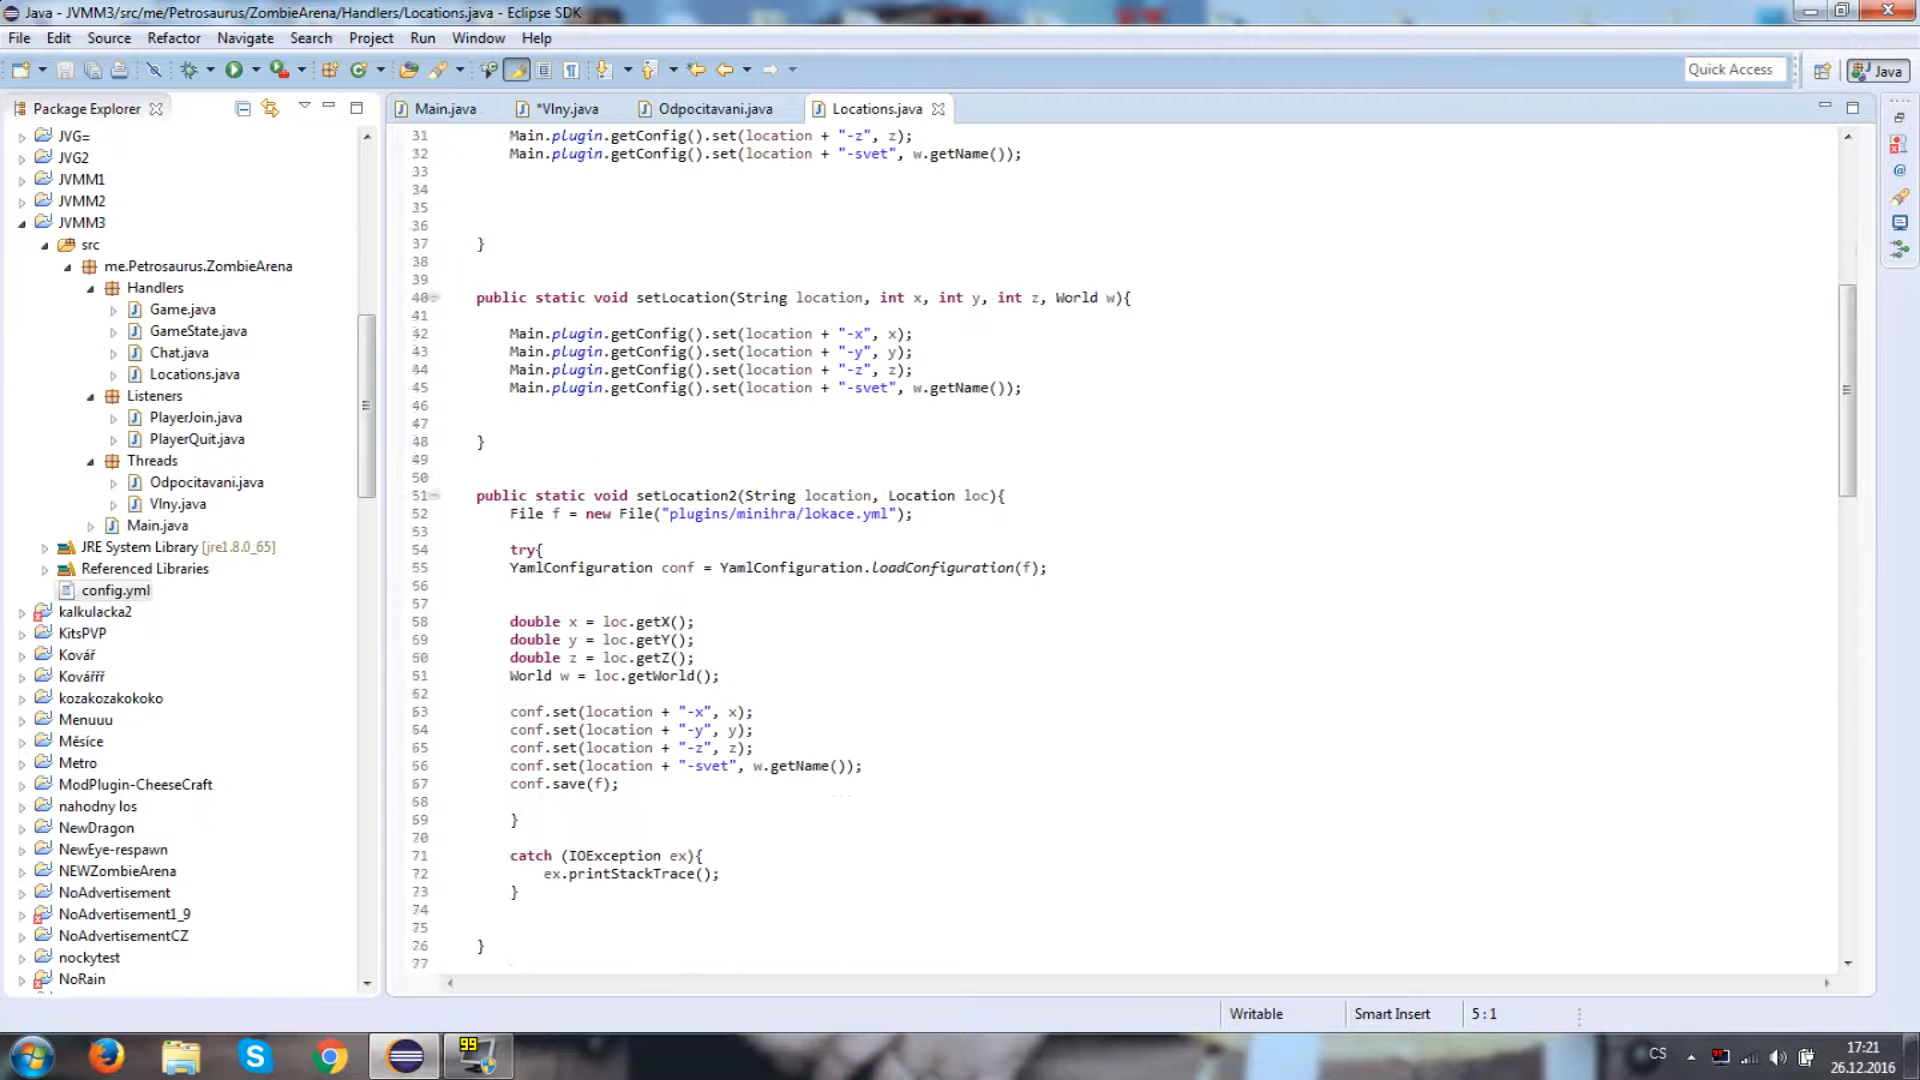 Java - JVMM3/src/me/Petrosaurus/ZombieArena/Handlers/Locations.java - Eclipse SDK
File Edit Source Refactor Navigate Search Project Run Window Help
Quick Access
Java
Package Explorer
Main.java
*Vlny.java
Odpocitavani.java
Locations.java
JVG=
JVG2
JVMM1
JVMM2
JVMM3
src
me.Petrosaurus.ZombieArena
Handlers
Game.java
GameState.java
Chat.java
Locations.java
Listeners
PlayerJoin.java
PlayerQuit.java
Threads
Odpocitavani.java
Vlny.java
Main.java
JRE System Library [jre1.8.0_65]
Referenced Libraries
config.yml
kalkulacka2
KitsPVP
Kovář
Kovářři
kozakozakokoko
Menuuu
Měsíce
Metro
ModPlugin-CheeseCraft
nahodny los
NewDragon
NewEye-respawn
NEWZombieArena
NoAdvertisement
NoAdvertisement1_9
NoAdvertisementCZ
nockytest
NoRain
31 Main.plugin.getConfig().set(location + "-z", z);
32 Main.plugin.getConfig().set(location + "-svet", w.getName());
33
34
35
36
37 }
38
39
40 public static void setLocation(String location, int x, int y, int z, World w){
41
42 Main.plugin.getConfig().set(location + "-x", x);
43 Main.plugin.getConfig().set(location + "-y", y);
44 Main.plugin.getConfig().set(location + "-z", z);
45 Main.plugin.getConfig().set(location + "-svet", w.getName());
46
47
48 }
49
50
51 public static void setLocation2(String location, Location loc){
52 File f = new File("plugins/minihra/lokace.yml");
53
54 try{
55 YamlConfiguration conf = YamlConfiguration.loadConfiguration(f);
56
57
58 double x = loc.getX();
59 double y = loc.getY();
60 double z = loc.getZ();
61 World w = loc.getWorld();
62
63 conf.set(location + "-x", x);
64 conf.set(location + "-y", y);
65 conf.set(location + "-z", z);
66 conf.set(location + "-svet", w.getName());
67 conf.save(f);
68
69 }
70
71 catch (IOException ex){
72 ex.printStackTrace();
73 }
74
75
76 }
77
Writable
Smart Insert
5 : 1
99
CS
17:21
26.12.2016